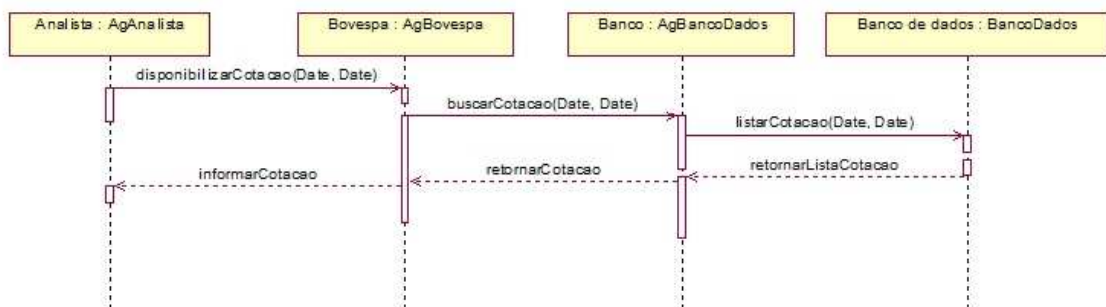 Analista : AgAnalista
Bovespa : AgBovespa
Banco : AgBancoDados
Banco de dados : BancoDados
disponibilizarCotacao(Date, Date)
buscarCotacao(Date, Date)
listarCotacao(Date, Date)
retornarListaCotacao
retornarCotacao
informarCotacao